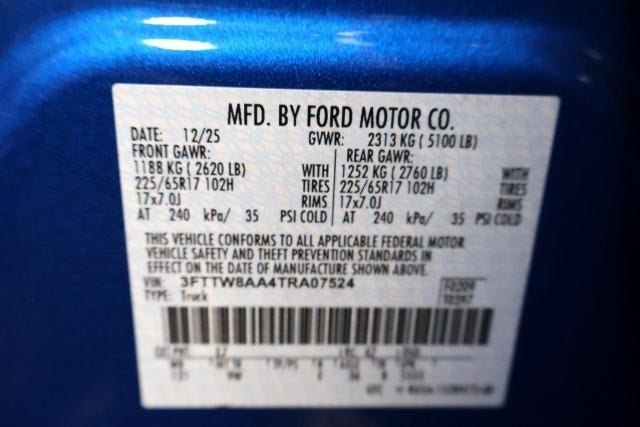 MFD. BY FORD MOTOR CO.
DATE: 12/25 GVWR: 2313 KG ( 5100 LB)
FRONT GAWR: REAR GAWR:
1188 KG ( 2620 LB) WITH 1252 KG ( 2760 LB) WITH
225/65R17 102H TIRES 225/65R17 102H TIRES
17x7.0J RIMS 17x7.0J RIMS
AT 240 kPa/ 35 PSI COLD AT 240 kPa/ 35 PSI COLD
THIS VEHICLE CONFORMS TO ALL APPLICABLE FEDERAL MOTOR
VEHICLE SAFETY AND THEFT PREVENTION STANDARDS IN
EFFECT ON THE DATE OF MANUFACTURE SHOWN ABOVE.
VIN: 3FTTW8AA4TRA07524
TYPE: Truck